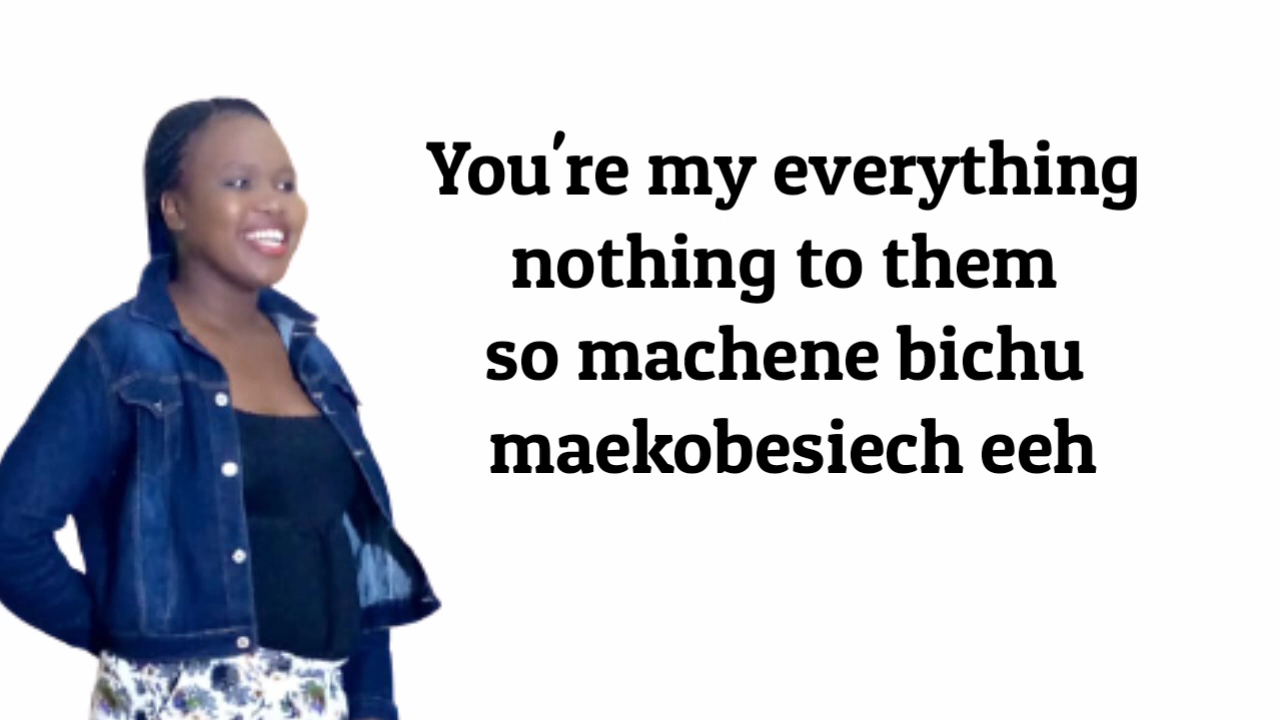 You're my everything
nothing to them
so machene bichu
maekobesiech eeh